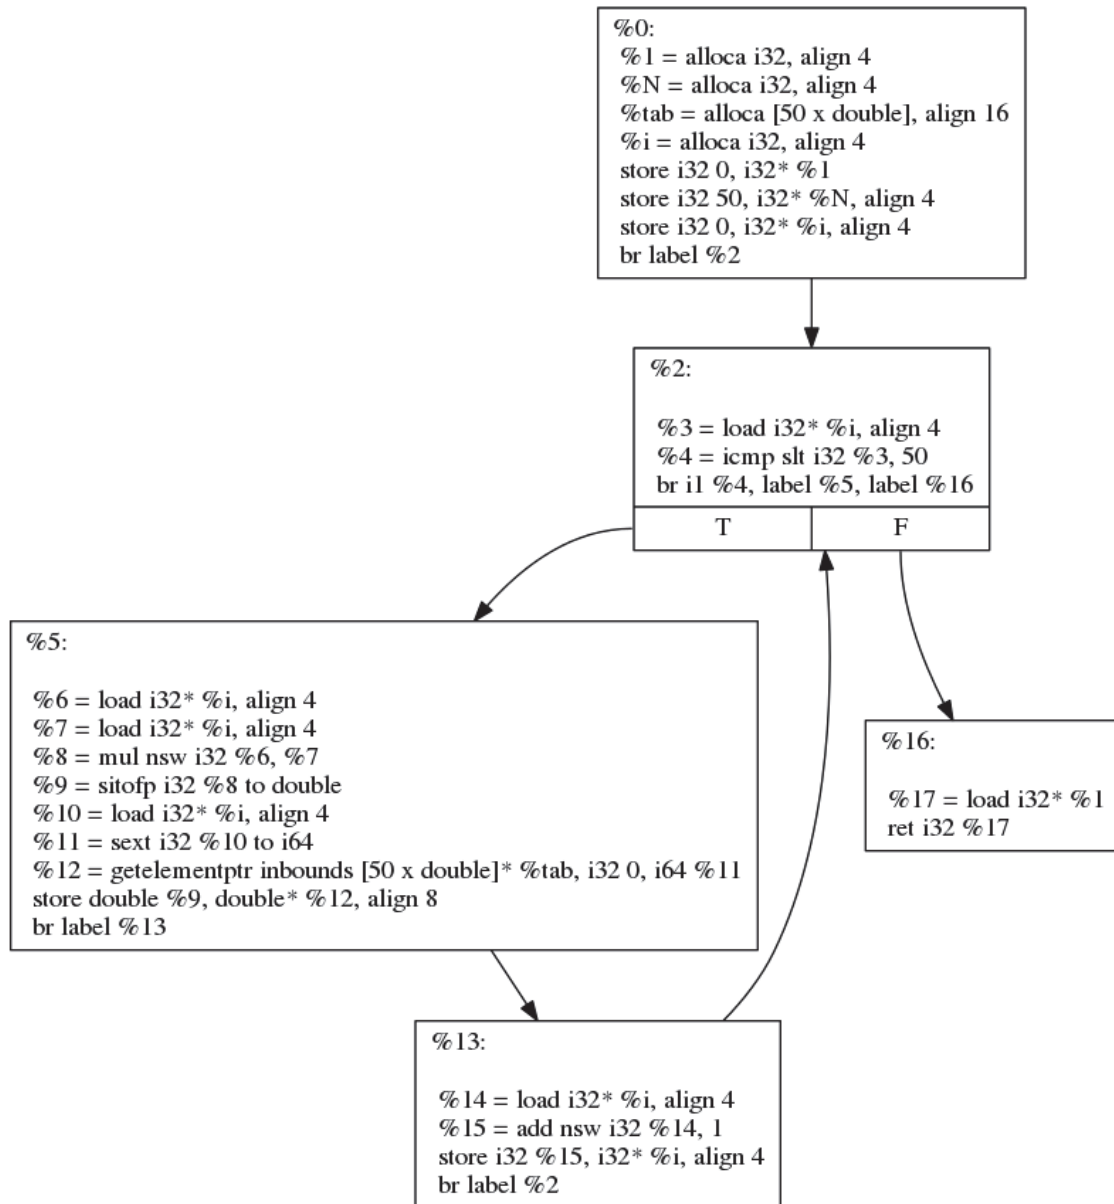 %0:
%1 = alloca i32, align 4
%N = alloca i32, align 4
%tab = alloca [50 x double], align 16
%i = alloca i32, align 4
store i32 0, i32* %1
store i32 50, i32* %N, align 4
store i32 0, i32* %i, align 4
br label %2
%2:
%3 = load i32* %i, align 4
%4 = icmp slt i32 %3, 50
br i1 %4, label %5, label %16
T F
%5:
%6 = load i32* %i, align 4
%7 = load i32* %i, align 4
%8 = mul nsw i32 %6, %7
%9 = sitofp i32 %8 to double
%10 = load i32* %i, align 4
%11 = sext i32 %10 to i64
%12 = getelementptr inbounds [50 x double]* %tab, i32 0, i64 %11
store double %9, double* %12, align 8
br label %13
%16:
%17 = load i32* %1
ret i32 %17
%13:
%14 = load i32* %i, align 4
%15 = add nsw i32 %14, 1
store i32 %15, i32* %i, align 4
br label %2